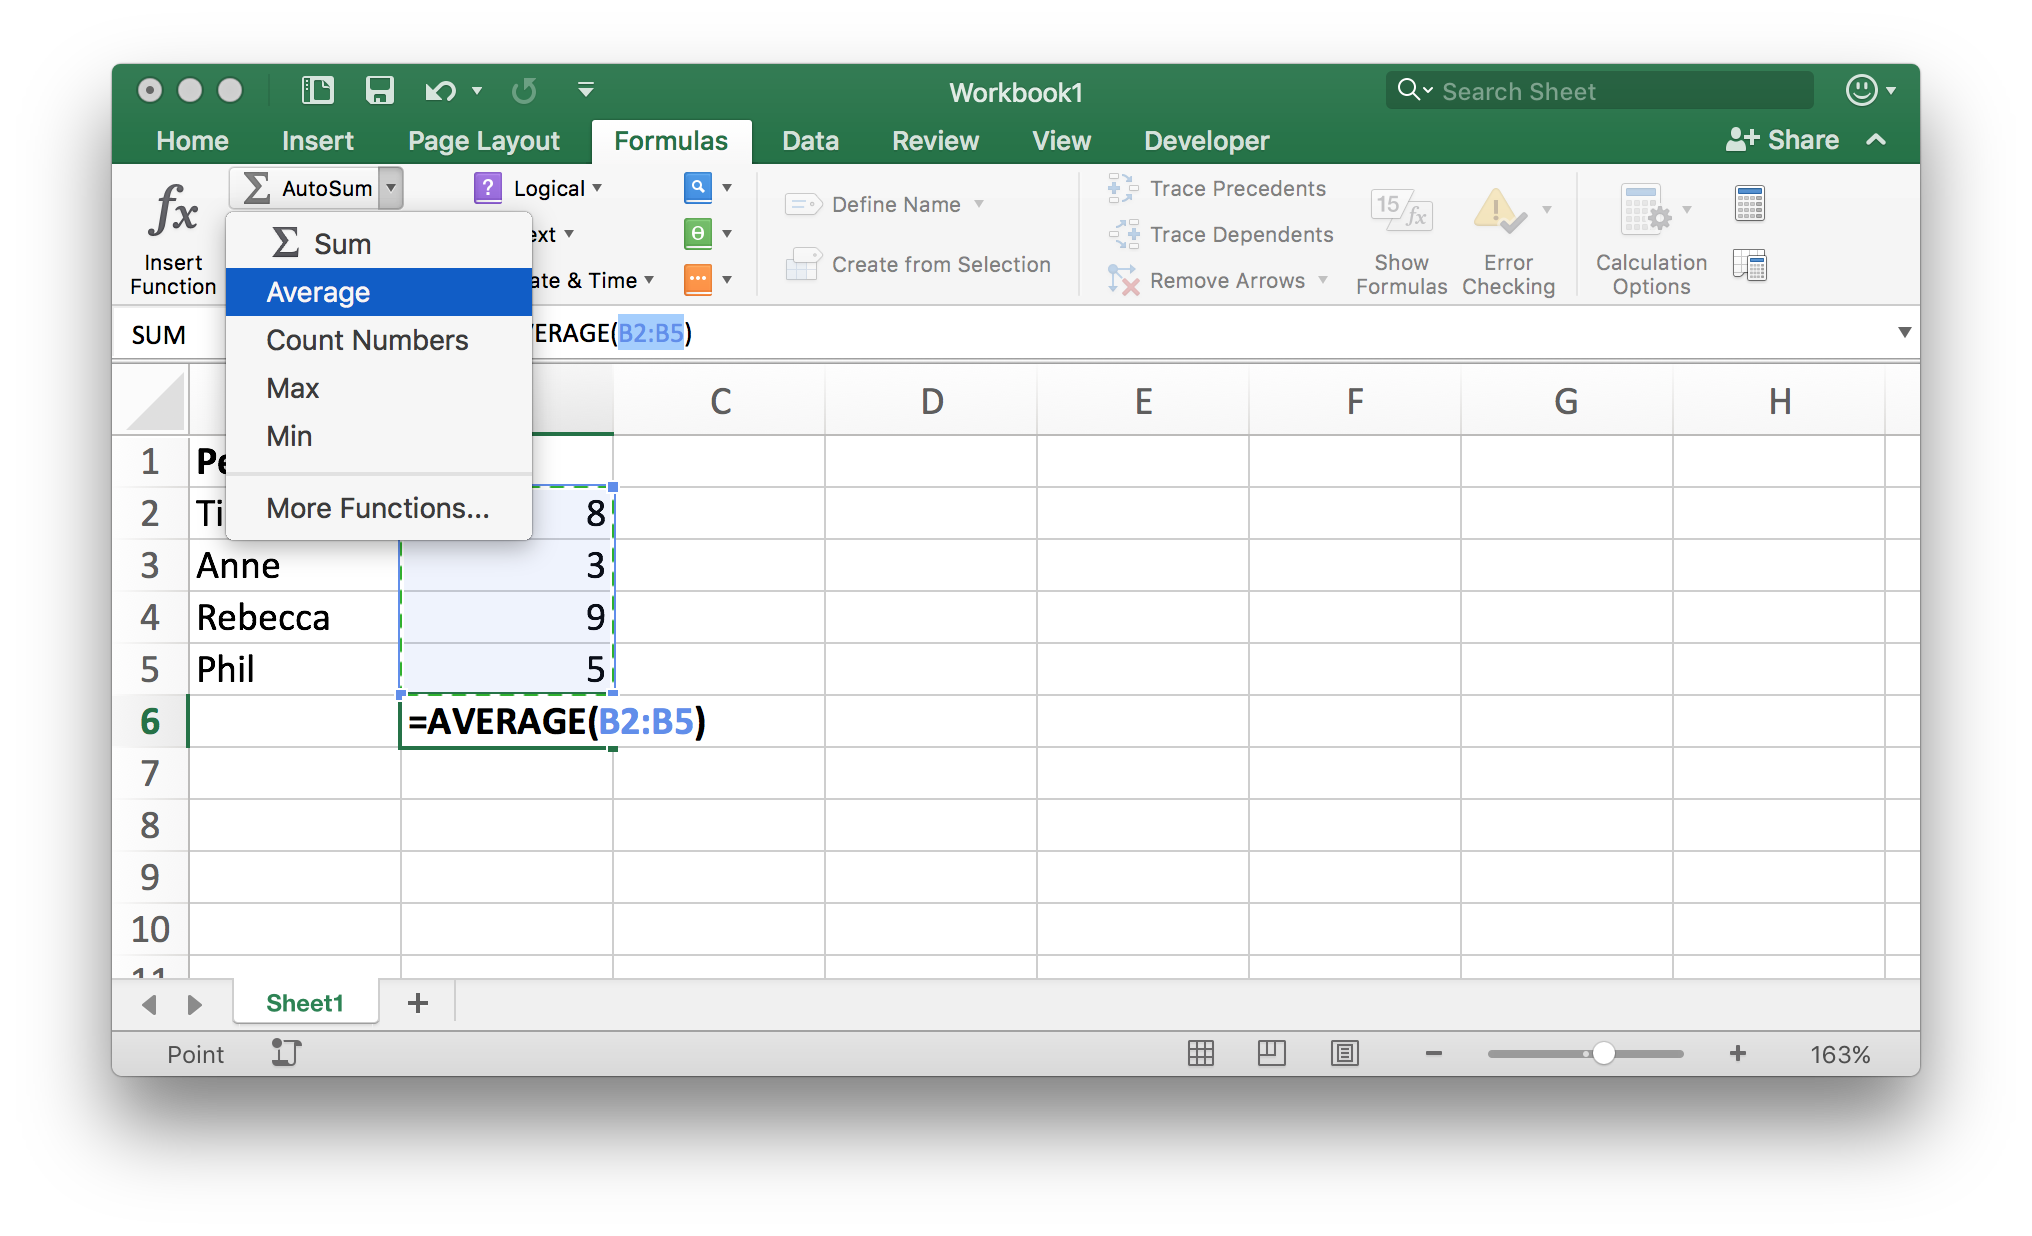 Workbook1
Search Sheet
Home Insert Page Layout Formulas Data Review View Developer Share
fx Insert Function
Σ AutoSum
? Logical
ext
ate & Time
θ
Define Name
Create from Selection
Trace Precedents
Trace Dependents
Remove Arrows
15 fx
Show Formulas
Error Checking
Calculation Options
Σ Sum
Average
Count Numbers
Max
Min
More Functions...
SUM
ERAGE(B2:B5)
C D E F G H
1 Pe
2 Ti 8
3 Anne 3
4 Rebecca 9
5 Phil 5
6 =AVERAGE(B2:B5)
7
8
9
10
11
Sheet1 +
Point
− + 163%